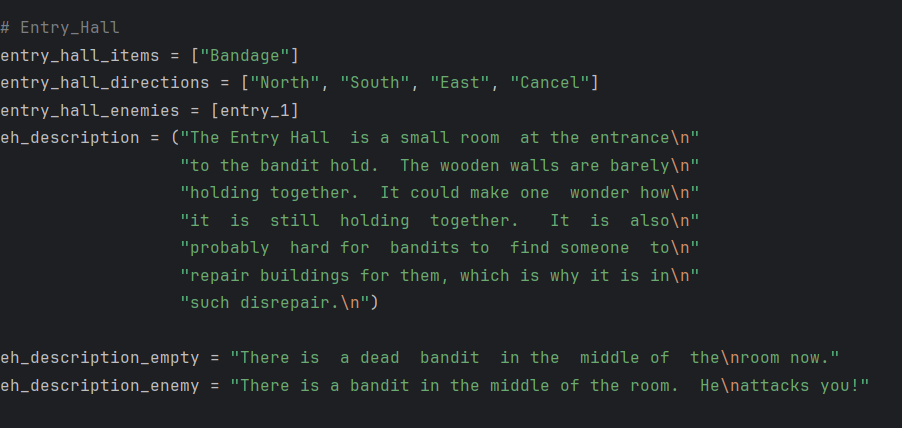 # Entry_Hall
entry_hall_items = ["Bandage"]
entry_hall_directions = ["North", "South", "East", "Cancel"]
entry_hall_enemies = [entry_1]
eh_description = ("The Entry Hall  is a small room  at the entrance\n"
                  "to the bandit hold.  The wooden walls are barely\n"
                  "holding together.  It could make one  wonder how\n"
                  "it  is  still  holding  together.   It  is  also\n"
                  "probably  hard for  bandits to  find someone  to\n"
                  "repair buildings for them, which is why it is in\n"
                  "such disrepair.\n")

eh_description_empty = "There is  a dead  bandit  in the  middle of  the\nroom now."
eh_description_enemy = "There is a bandit in the middle of the room.  He\nattacks you!"